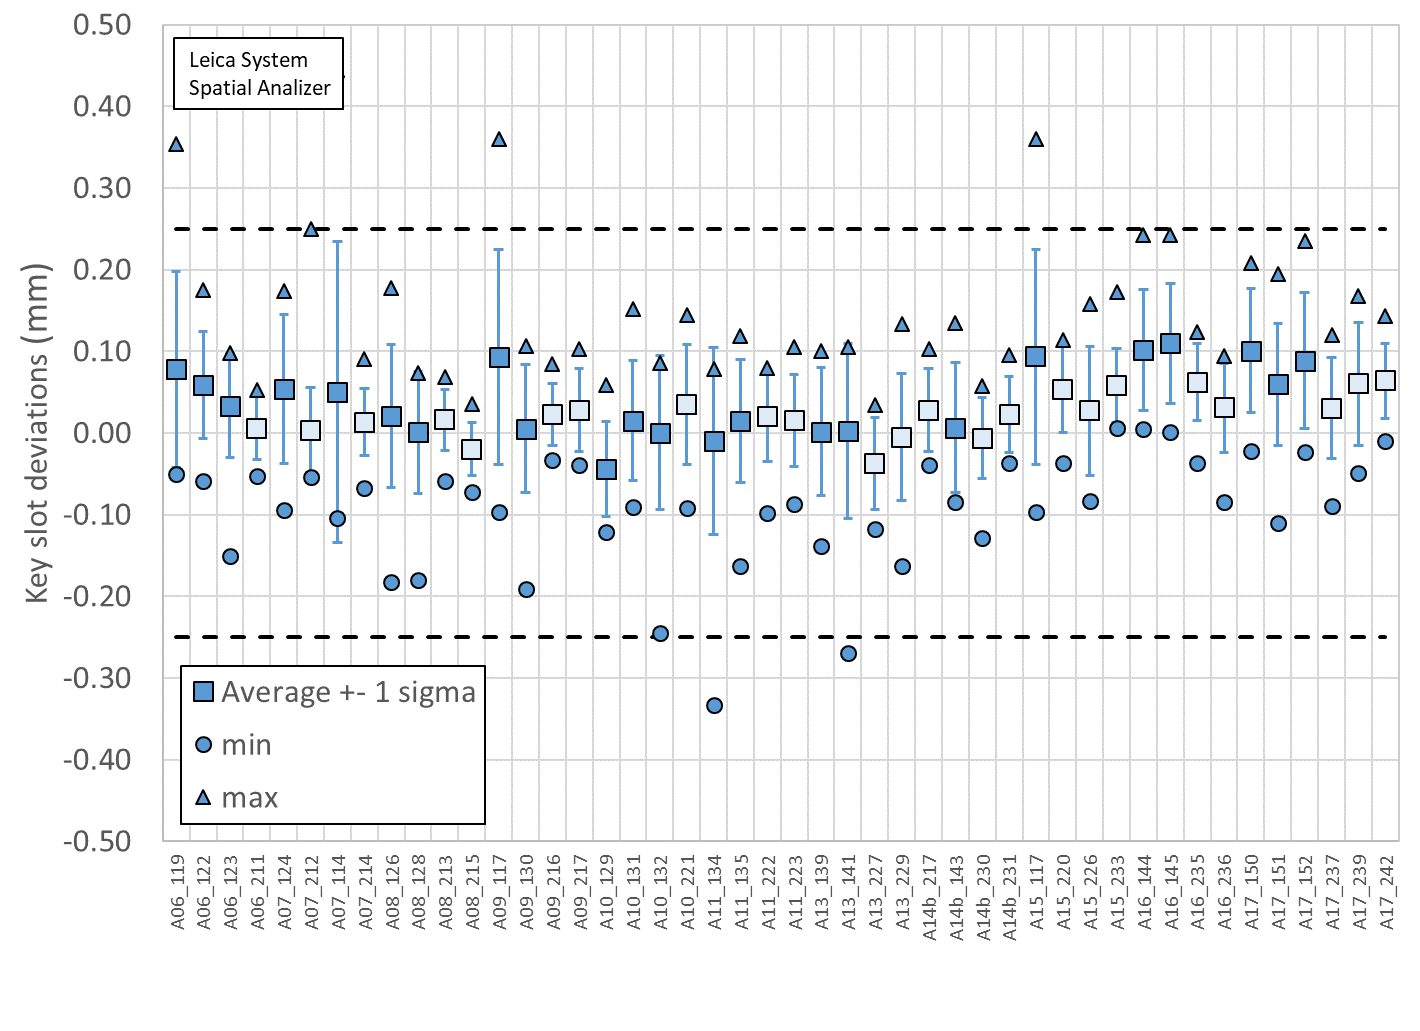 0.50
0.40
0.30
0.20
0.10
0.00
-0.10
-0.20
-0.30
-0.40
-0.50
Key slot deviations (mm)
Leica System
Spatial Analizer
Average +- 1 sigma
min
max
A06_119
A06_122
A06_123
A06_211
A07_124
A07_212
A07_114
A07_214
A08_126
A08_128
A08_213
A08_215
A09_117
A09_130
A09_216
A09_217
A10_129
A10_131
A10_132
A10_221
A11_134
A11_135
A11_222
A11_223
A13_139
A13_141
A13_227
A13_229
A14b_217
A14b_143
A14b_230
A14b_231
A15_117
A15_220
A15_226
A15_233
A16_144
A16_145
A16_235
A16_236
A17_150
A17_151
A17_152
A17_237
A17_239
A17_242